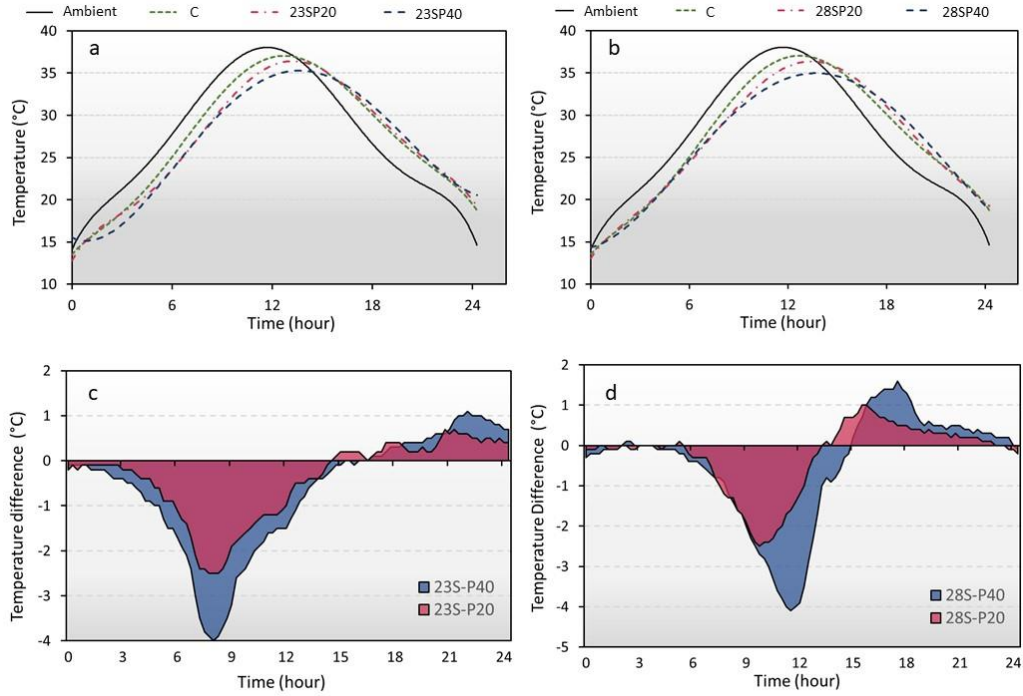 Ambient C 23SP20 23SP40
a
40
35
30
25
20
15
10
Temperature (°C)
0 6 12 18 24
Time (hour)
Ambient C 28SP20 28SP40
b
40
35
30
25
20
15
10
Temperature (°C)
0 6 12 18 24
Time (hour)
c
2
1
0
-1
-2
-3
-4
Temperature difference (°C)
23S-P40
23S-P20
0 3 6 9 12 15 18 21 24
Time (hour)
d
2
1
0
-1
-2
-3
-4
-5
Temperature Difference (°C)
28S-P40
28S-P20
0 3 6 9 12 15 18 21 24
Time (hour)